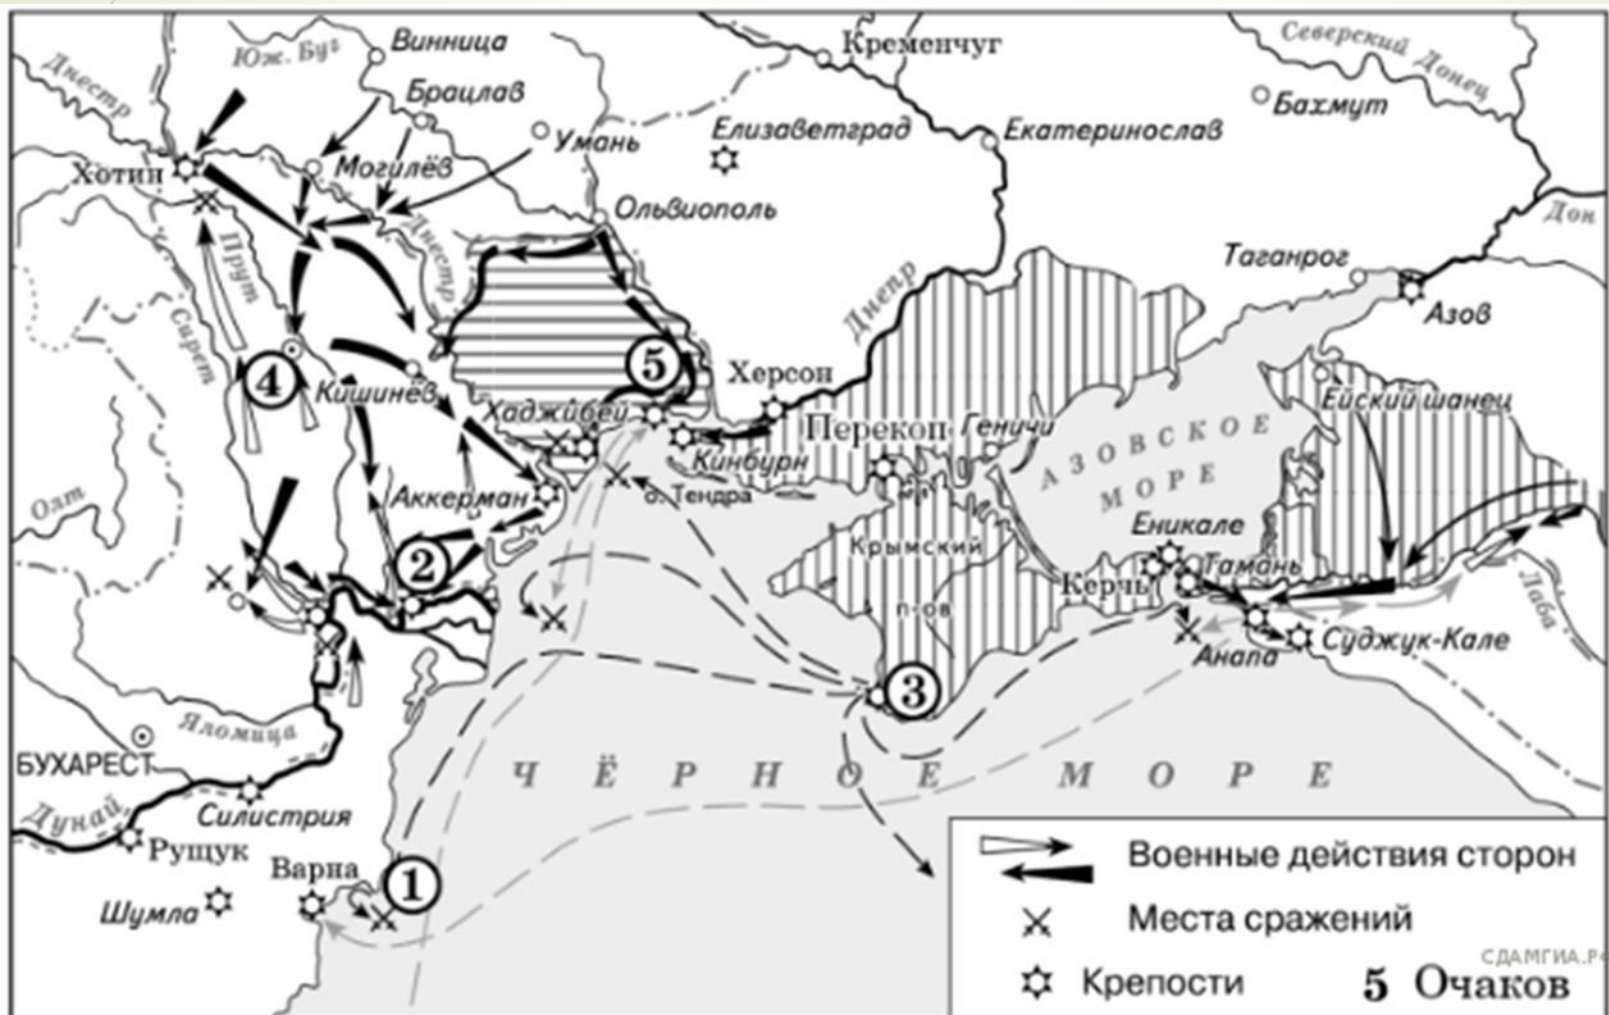 Юж. Буг
Винница
Кременчуг
Северский Донец
Днестр
Брацлав
Бахмут
Умань
Елизаветград
Екатеринослав
Хотин
Могилёв
Ольвиополь
Дон
Прут
Днестр
Таганрог
Днепр
Азов
Сирет
5
4
Херсон
Кишинёв
Хаджибей
Перекоп
Геничи
Ейский шанец
АЗОВСКОЕ
МОРЕ
Кинбурн
Олт
Аккерман
о. Тендра
Еникале
2
Крымский
п-ов
Керчь
Тамань
Лаба
Суджук-Кале
Анапа
3
Яломица
БУХАРЕСТ
ЧЁРНОЕ МОРЕ
Дунай
Силистрия
Рущук
Варна
1
Шумла
Военные действия сторон
Места сражений
СДАМГИА.РФ
Крепости
5 Очаков